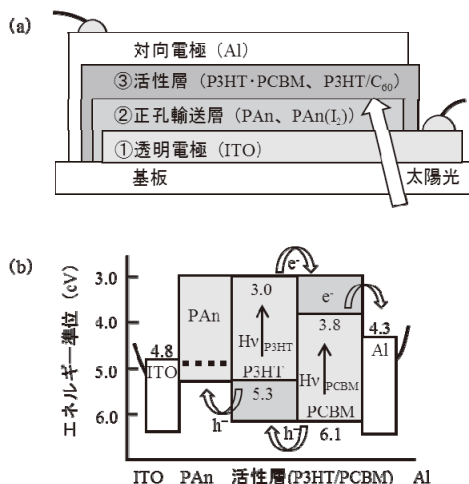 (a)
対向電極 (Al)
③活性層 (P3HT・PCBM、P3HT/C₆₀)
②正孔輸送層 (PAn、PAn(I₂))
①透明電極 (ITO)
基板
太陽光
(b)
エネルギー準位 (eV)
3.0
4.0
5.0
6.0
e⁻
3.0
e⁻
PAn
Hν P3HT
3.8
4.3
4.8
ITO
P3HT
Hν PCBM
Al
5.3
PCBM
h⁻
h⁻
6.1
ITO PAn 活性層(P3HT/PCBM) Al